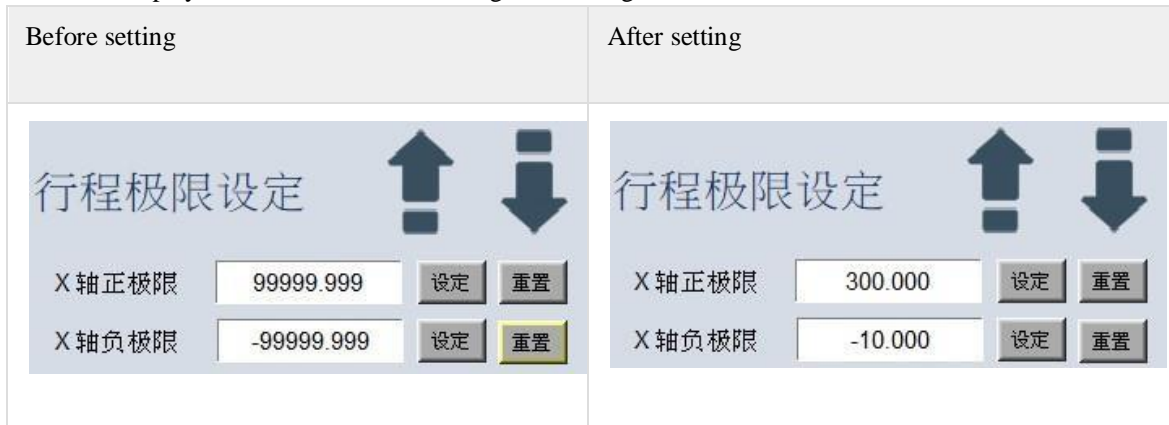 Before setting
After setting
行程极限设定
X轴正极限 99999.999 设定 重置
X轴负极限 -99999.999 设定 重置
行程极限设定
X轴正极限 300.000 设定 重置
X轴负极限 -10.000 设定 重置